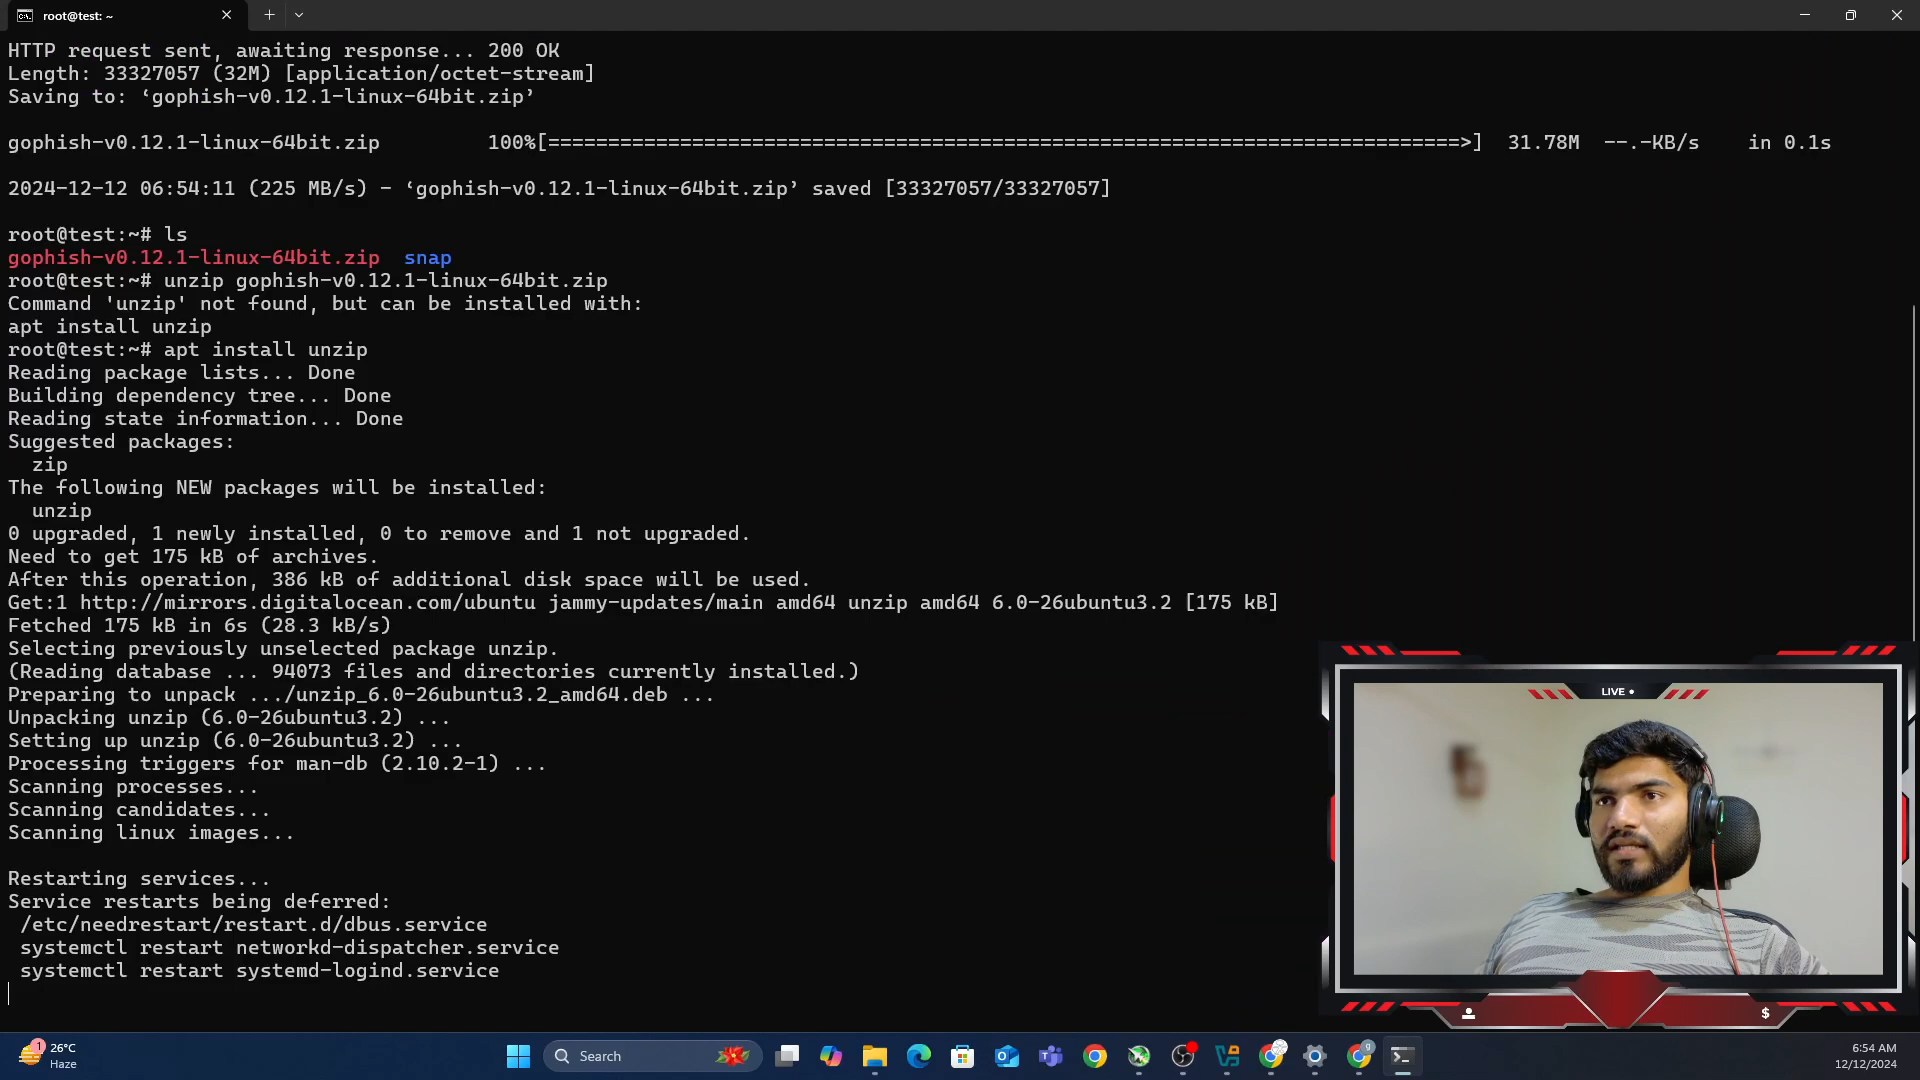 root@test: ~
HTTP request sent, awaiting response... 200 OK
Length: 33327057 (32M) [application/octet-stream]
Saving to: ‘gophish-v0.12.1-linux-64bit.zip’
gophish-v0.12.1-linux-64bit.zip 100%[============================================================================>] 31.78M --.-KB/s in 0.1s
2024-12-12 06:54:11 (225 MB/s) - ‘gophish-v0.12.1-linux-64bit.zip’ saved [33327057/33327057]
root@test:~# ls
gophish-v0.12.1-linux-64bit.zip snap
root@test:~# unzip gophish-v0.12.1-linux-64bit.zip
Command 'unzip' not found, but can be installed with:
apt install unzip
root@test:~# apt install unzip
Reading package lists... Done
Building dependency tree... Done
Reading state information... Done
Suggested packages:
zip
The following NEW packages will be installed:
unzip
0 upgraded, 1 newly installed, 0 to remove and 1 not upgraded.
Need to get 175 kB of archives.
After this operation, 386 kB of additional disk space will be used.
Get:1 http://mirrors.digitalocean.com/ubuntu jammy-updates/main amd64 unzip amd64 6.0-26ubuntu3.2 [175 kB]
Fetched 175 kB in 6s (28.3 kB/s)
Selecting previously unselected package unzip.
(Reading database ... 94073 files and directories currently installed.)
Preparing to unpack .../unzip_6.0-26ubuntu3.2_amd64.deb ...
Unpacking unzip (6.0-26ubuntu3.2) ...
Setting up unzip (6.0-26ubuntu3.2) ...
Processing triggers for man-db (2.10.2-1) ...
Scanning processes...
Scanning candidates...
Scanning linux images...
Restarting services...
Service restarts being deferred:
/etc/needrestart/restart.d/dbus.service
systemctl restart networkd-dispatcher.service
systemctl restart systemd-logind.service
LIVE
$
1
26°C
Haze
Search
6:54 AM
12/12/2024